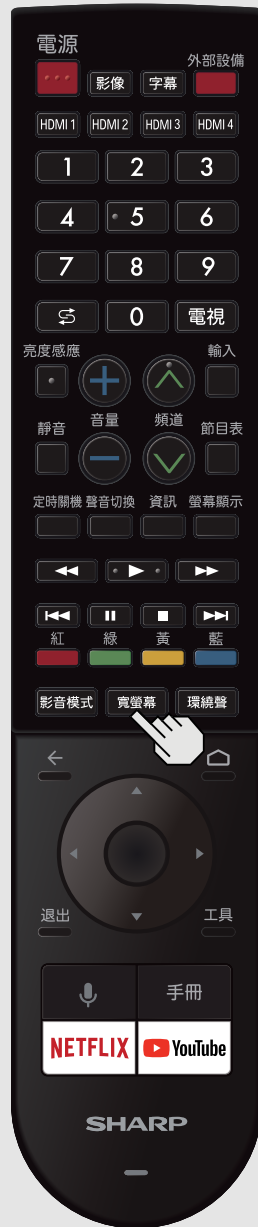 電源
外部設備
影像 字幕
HDMI 1 HDMI 2 HDMI 3 HDMI 4
1 2 3
4 5 6
7 8 9
0 電視
亮度感應 輸入
音量 頻道
靜音 節目表
定時關機 聲音切換 資訊 螢幕顯示
紅 綠 黃 藍
影音模式 寬螢幕 環繞聲
退出 工具
手冊
NETFLIX YouTube
SHARP